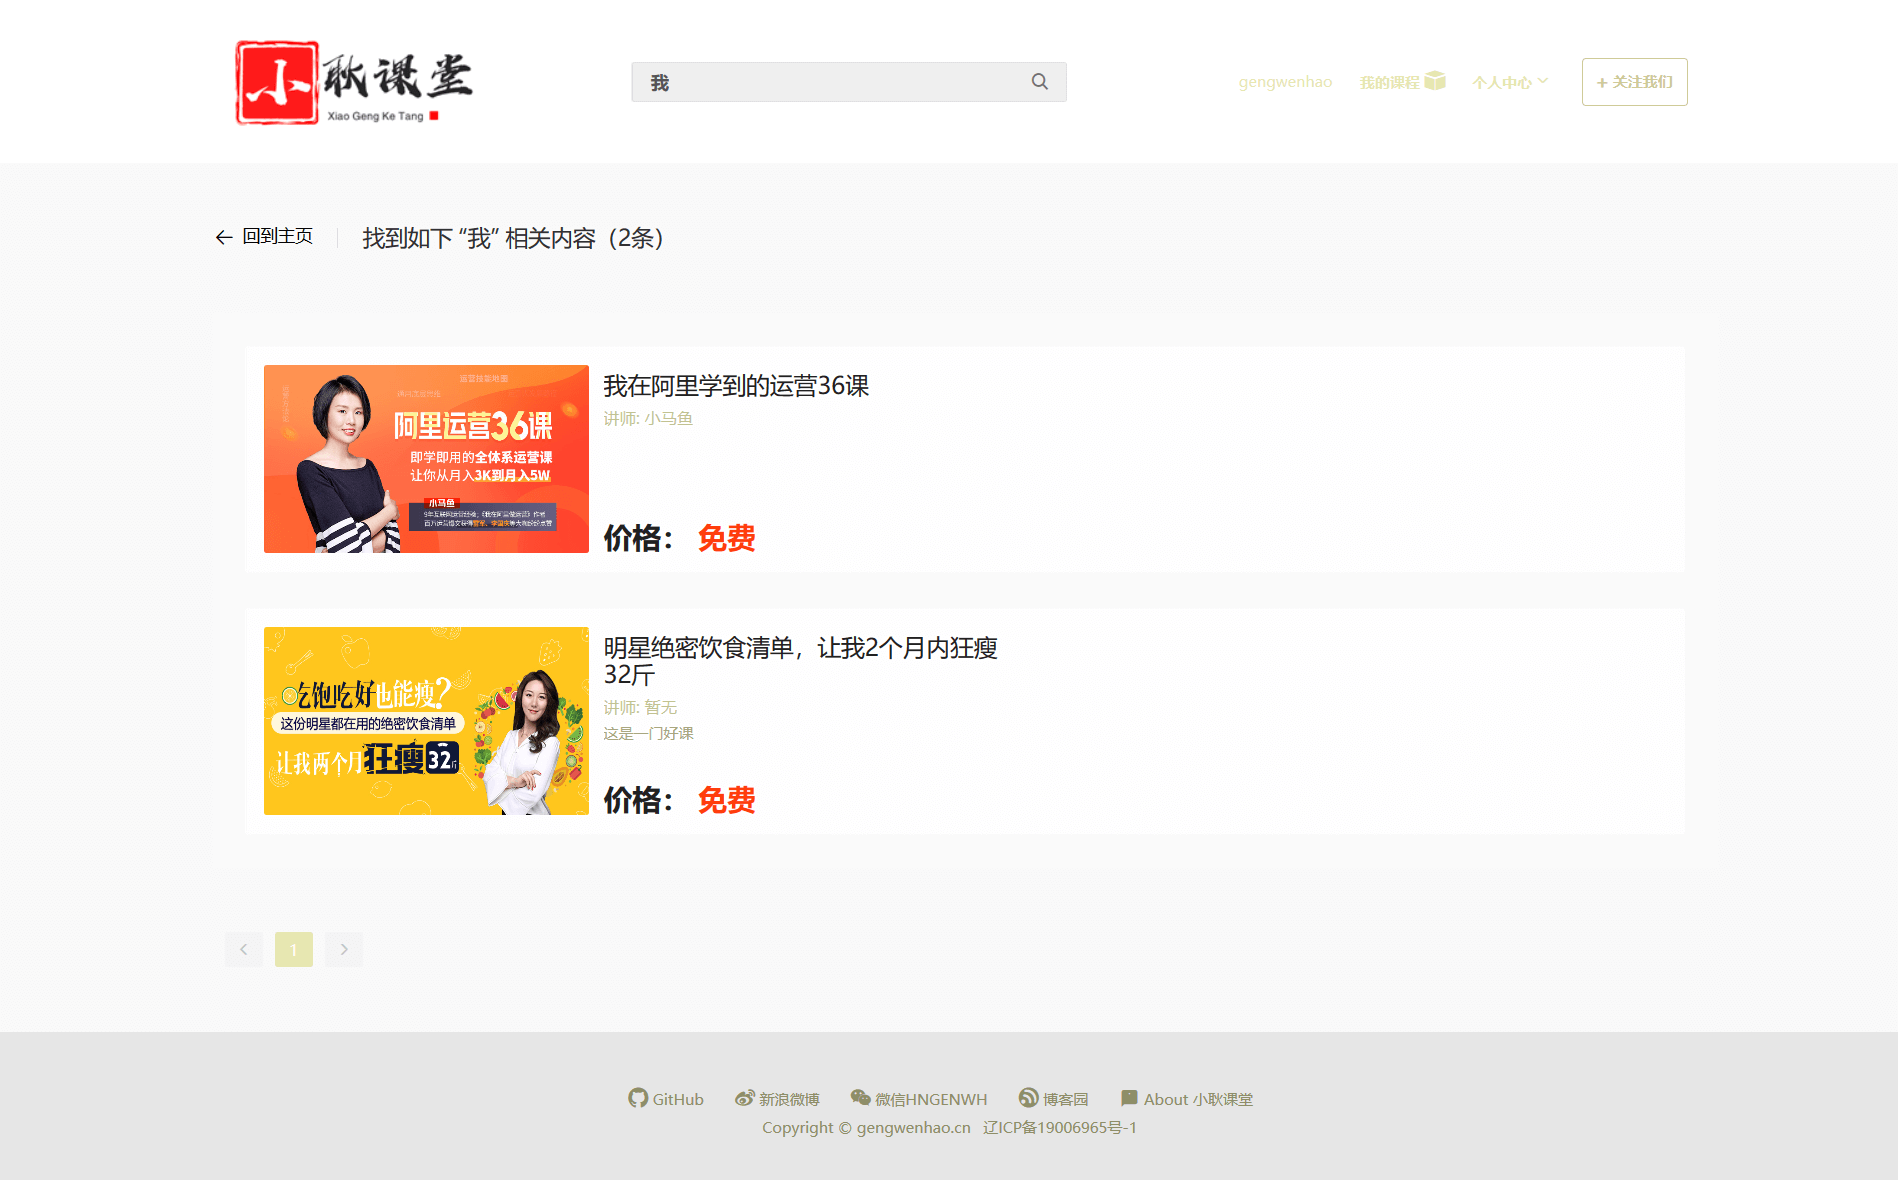 小耿课堂
Xiao Geng Ke Tang
我
gengwenhao 我的课程 个人中心 + 关注我们
回到主页 找到如下 “我” 相关内容（2条）
运营技能地图
阿里运营36课
即学即用的全体系运营课
让你从月入3K到月入5W
小马鱼
我在阿里学到的运营36课
讲师: 小马鱼
价格： 免费
吃饱吃好也能瘦?
这份明星都在用的绝密饮食清单
让我两个月狂瘦32斤
明星绝密饮食清单，让我2个月内狂瘦
32斤
讲师: 暂无
这是一门好课
价格： 免费
1
GitHub 新浪微博 微信HNGENWH 博客园 About 小耿课堂
Copyright © gengwenhao.cn 辽ICP备19006965号-1